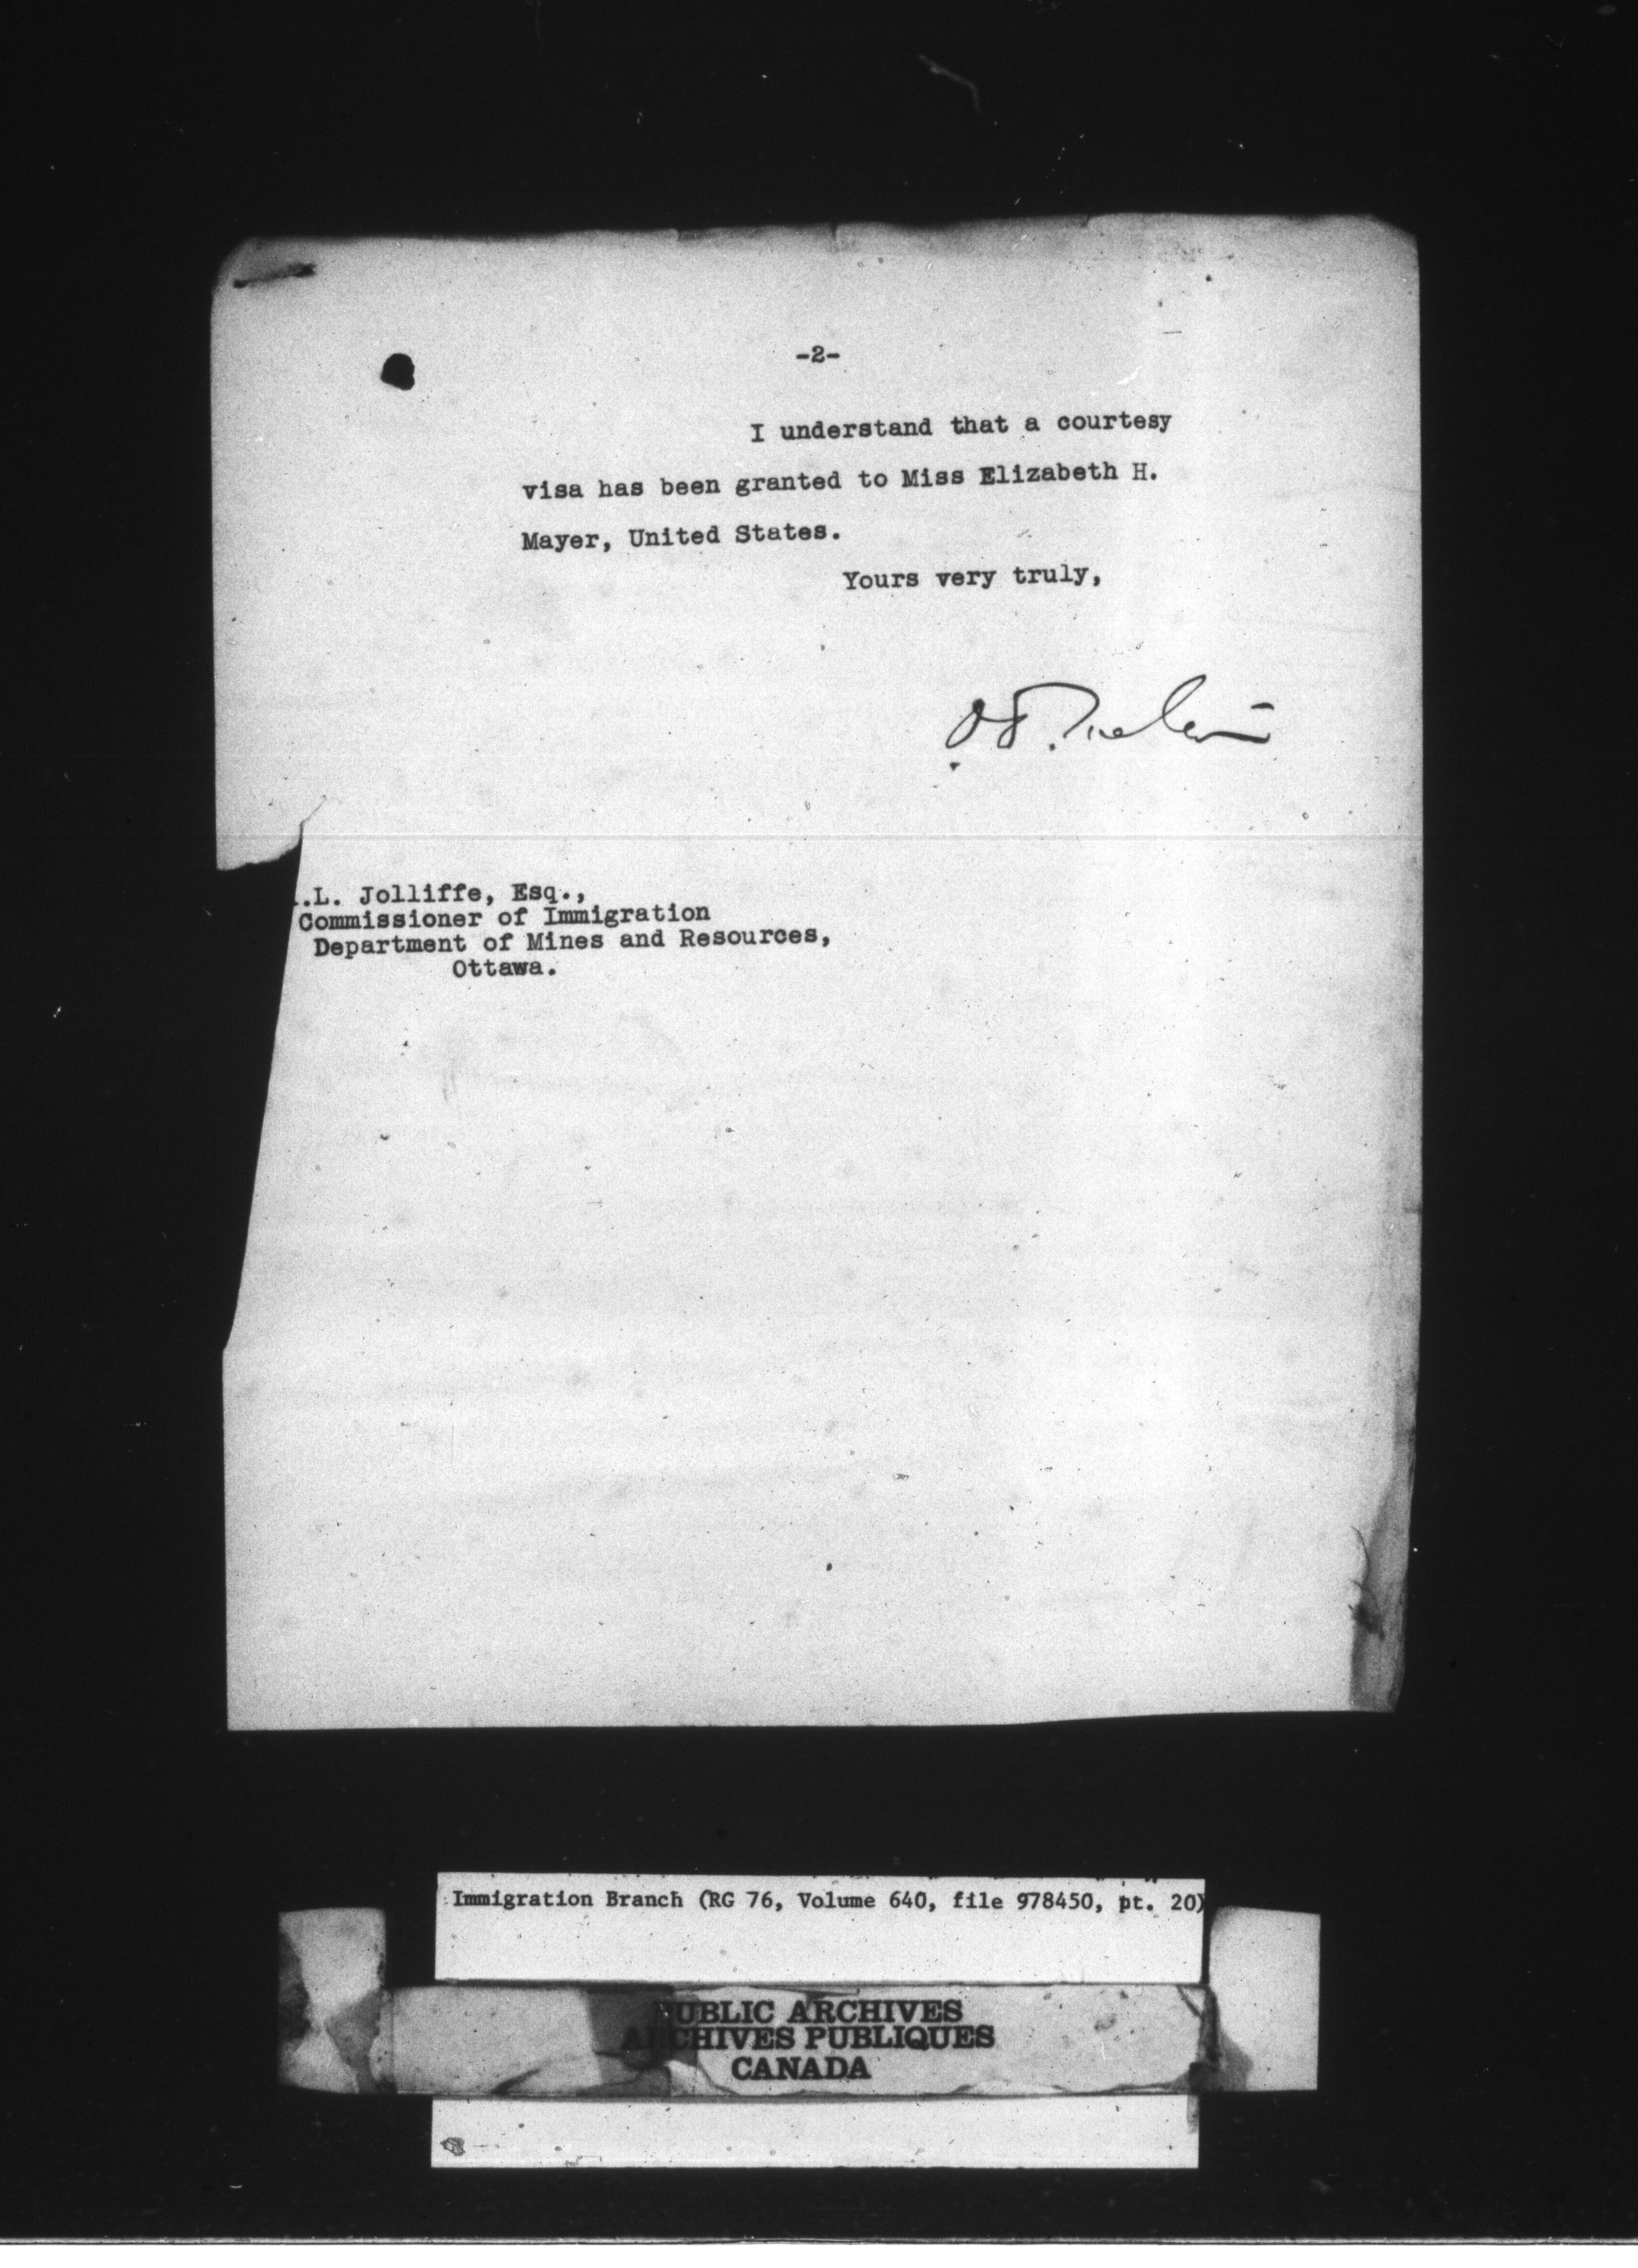 -2-
I understand that a courtesy
visa has been granted to Miss Elizabeth H.
Mayer, United States.
Yours very truly,
.L. Jolliffe, Esq.,
Commissioner of Immigration
Department of Mines and Resources,
Ottawa.
Immigration Branch (RG 76, Volume 640, file 978450, pt. 20)
PUBLIC ARCHIVES
ARCHIVES PUBLIQUES
CANADA